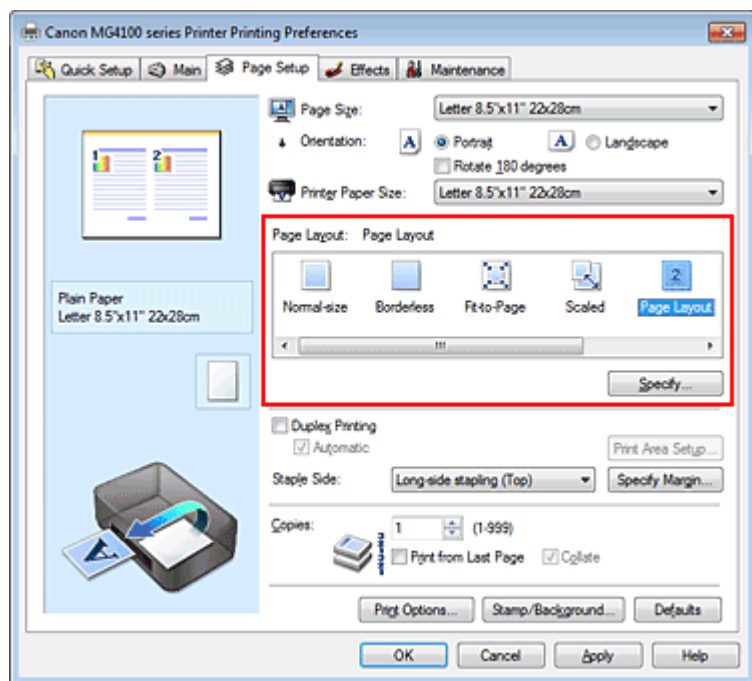 Canon MG4100 series Printer Printing Preferences
Quick Setup Main Page Setup Effects Maintenance
Page Size: Letter 8.5"x11" 22x28cm
Orientation: A Portrait A Landscape
Rotate 180 degrees
Printer Paper Size: Letter 8.5"x11" 22x28cm
1 2
Page Layout: Page Layout
2
Normal-size Borderless Fit-to-Page Scaled Page Layout
Plain Paper
Letter 8.5"x11" 22x28cm
Specify...
Duplex Printing
Automatic
Print Area Setup...
Staple Side: Long-side stapling (Top) Specify Margin...
Copies: 1 (1-999)
Print from Last Page Collate
A
Print Options... Stamp/Background... Defaults
OK Cancel Apply Help